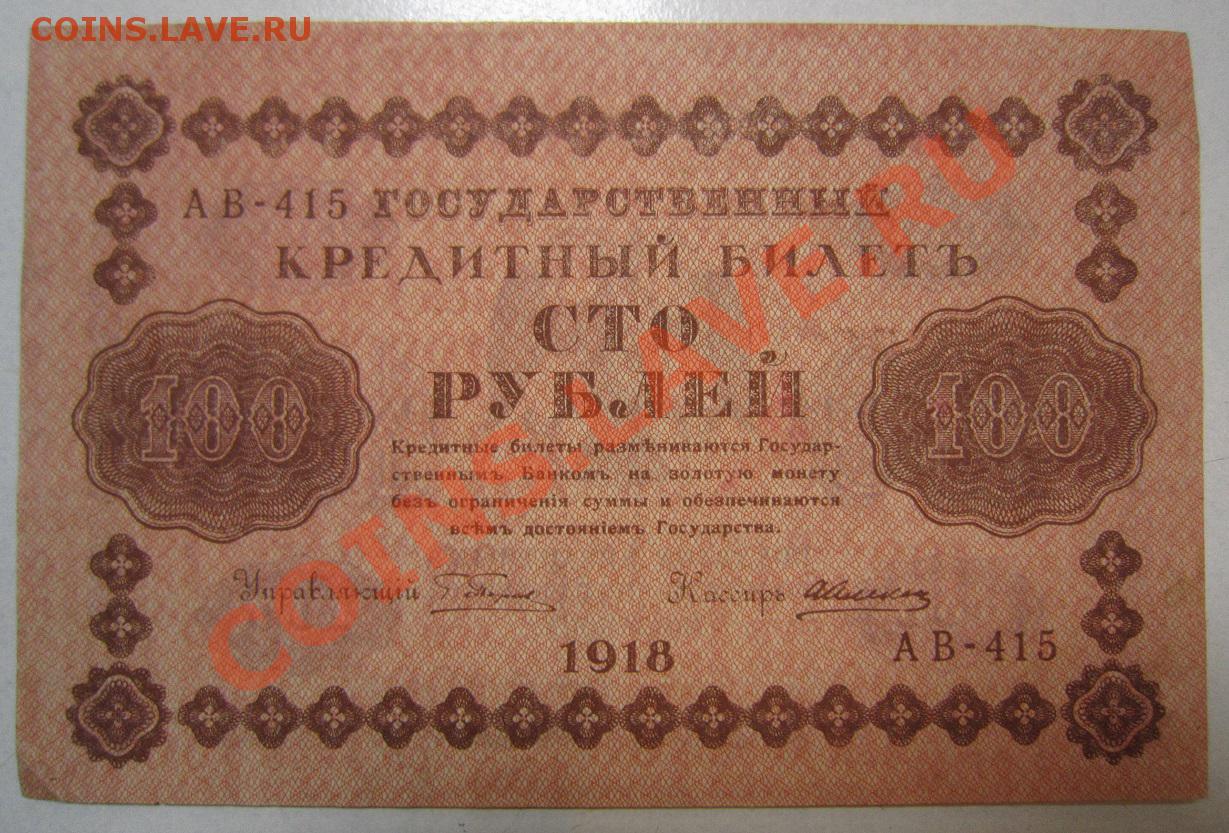 COINS.LAVE.RU
АВ-415 ГОСУДАРСТВЕННЫЙ
КРЕДИТНЫЙ БИЛЕТЪ
СТО
РУБЛЕЙ
100
100
Кредитные билеты размѣниваются Государ-
ственнымъ Банкомъ на золотую монету
безъ ограниченія суммы и обезпечиваются
всѣмъ достояніемъ Государства.
Управляющій
Кассиръ
1918
АВ-415
COINS LAVE RU